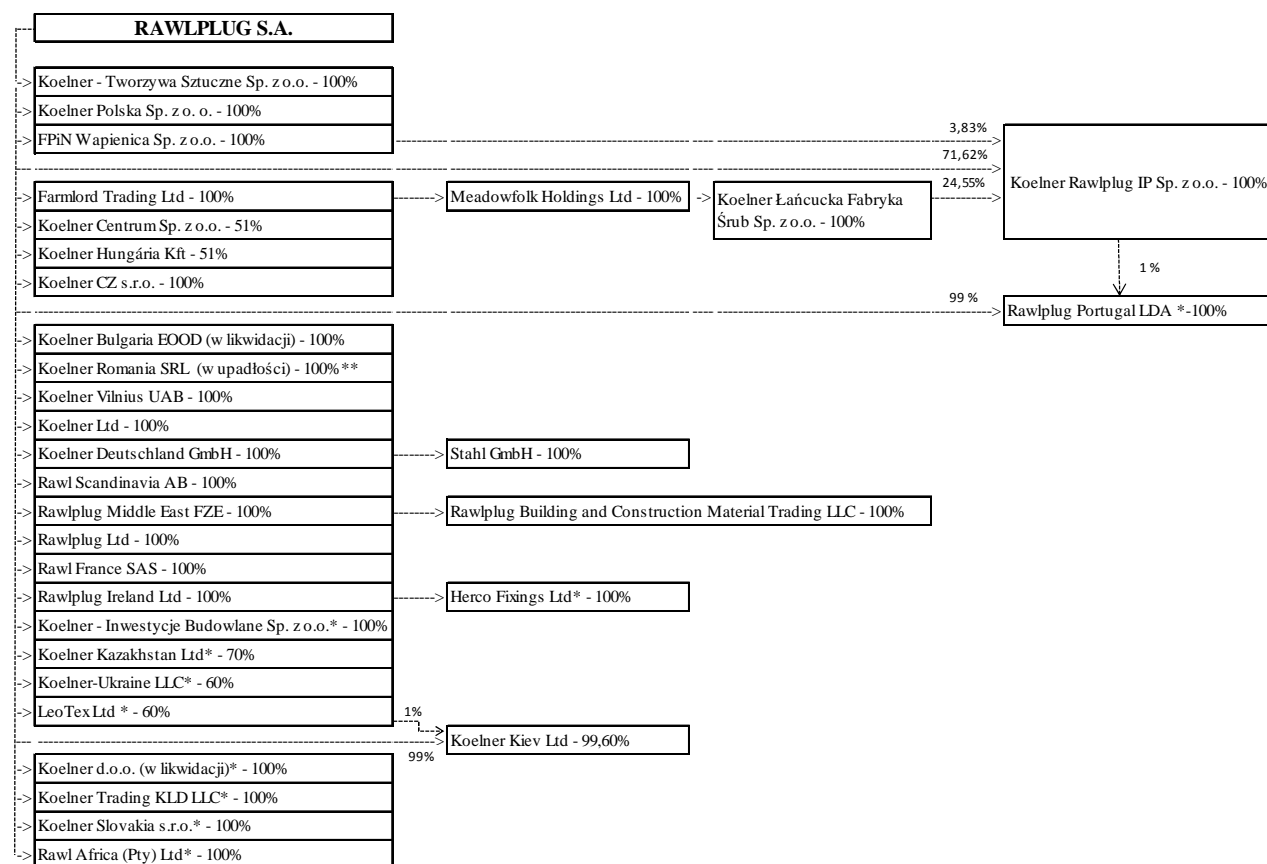 RAWLPLUG S.A.
Koelner - Tworzywa Sztuczne Sp. z o.o. - 100%
Koelner Polska Sp. z o. o. - 100%
FPiN Wapienica Sp. z o.o. - 100%
3,83%
71,62%
Koelner Rawlplug IP Sp. z o.o. - 100%
Farmlord Trading Ltd - 100%
Meadowfolk Holdings Ltd - 100%
Koelner Łańcucka Fabryka
Śrub Sp. z o.o. - 100%
24,55%
Koelner Centrum Sp. z o.o. - 51%
Koelner Hungária Kft - 51%
Koelner CZ s.r.o. - 100%
1 %
99 %
Rawlplug Portugal LDA *-100%
Koelner Bulgaria EOOD (w likwidacji) - 100%
Koelner Romania SRL (w upadłości) - 100%**
Koelner Vilnius UAB - 100%
Koelner Ltd - 100%
Koelner Deutschland GmbH - 100%
Stahl GmbH - 100%
Rawl Scandinavia AB - 100%
Rawlplug Middle East FZE - 100%
Rawlplug Building and Construction Material Trading LLC - 100%
Rawlplug Ltd - 100%
Rawl France SAS - 100%
Rawlplug Ireland Ltd - 100%
Herco Fixings Ltd* - 100%
Koelner - Inwestycje Budowlane Sp. z o.o.* - 100%
Koelner Kazakhstan Ltd* - 70%
Koelner-Ukraine LLC* - 60%
LeoTex Ltd * - 60%
1%
Koelner Kiev Ltd - 99,60%
99%
Koelner d.o.o. (w likwidacji)* - 100%
Koelner Trading KLD LLC* - 100%
Koelner Slovakia s.r.o.* - 100%
Rawl Africa (Pty) Ltd* - 100%